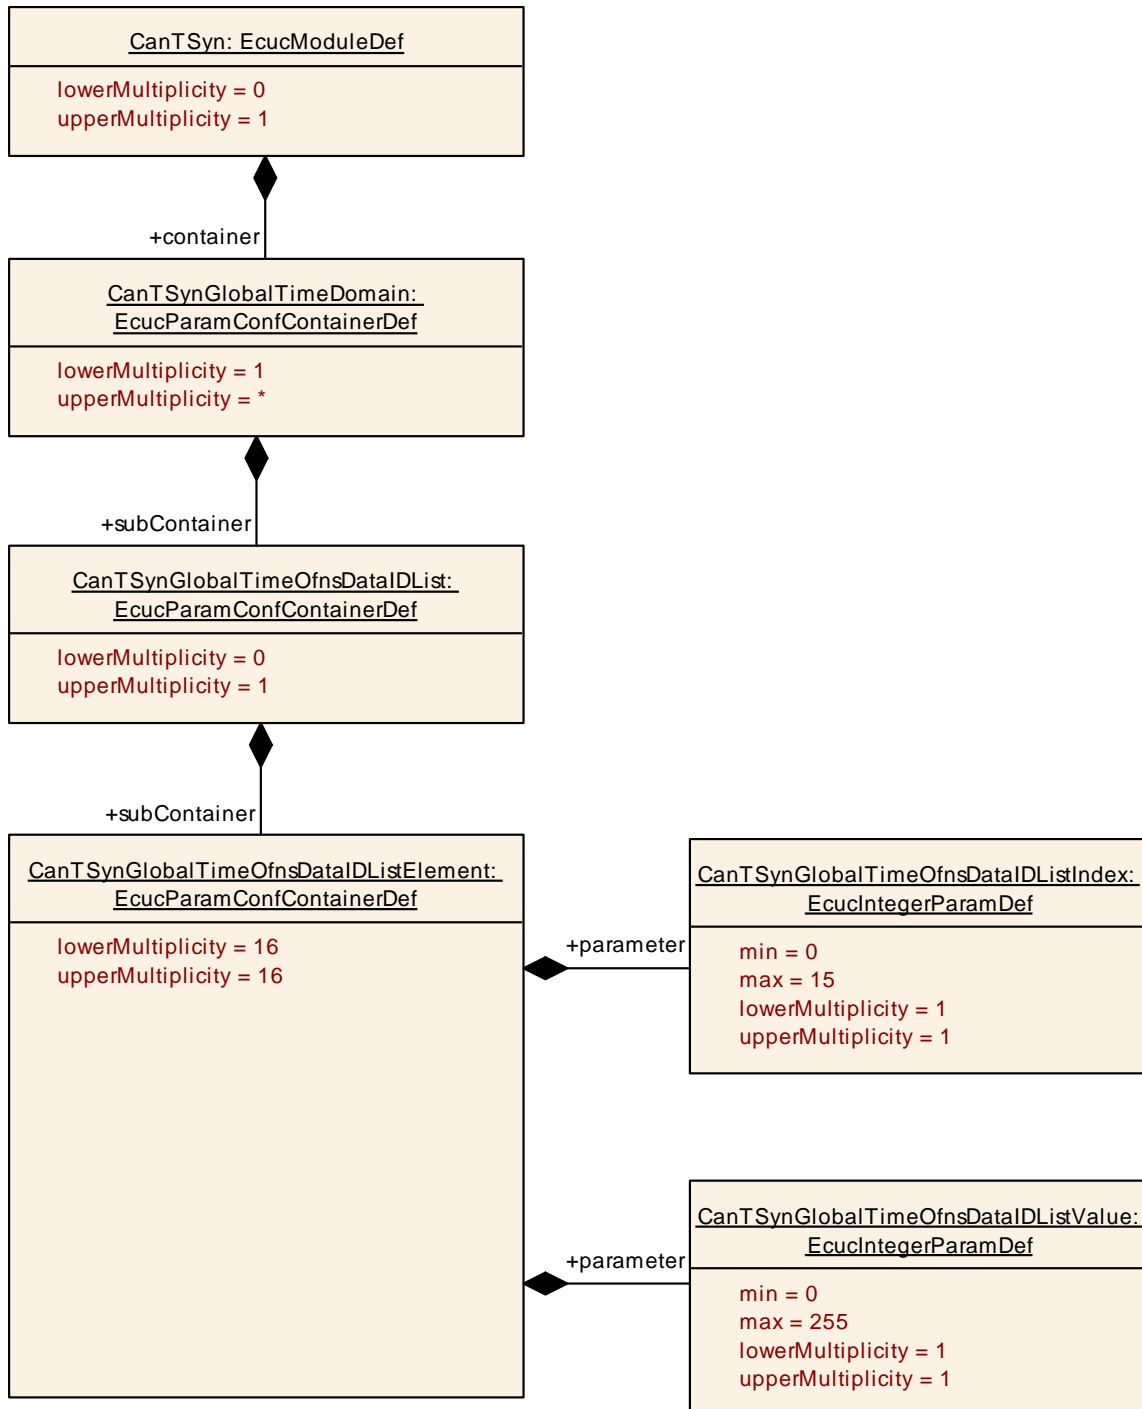 CanTSyn: EcucModuleDef
lowerMultiplicity = 0
upperMultiplicity = 1
+container
CanTSynGlobalTimeDomain:
EcucParamConfContainerDef
lowerMultiplicity = 1
upperMultiplicity = *
+subContainer
CanTSynGlobalTimeOfnsDataIDList:
EcucParamConfContainerDef
lowerMultiplicity = 0
upperMultiplicity = 1
+subContainer
CanTSynGlobalTimeOfnsDataIDListElement:
EcucParamConfContainerDef
lowerMultiplicity = 16
upperMultiplicity = 16
+parameter
CanTSynGlobalTimeOfnsDataIDListIndex:
EcucIntegerParamDef
min = 0
max = 15
lowerMultiplicity = 1
upperMultiplicity = 1
+parameter
CanTSynGlobalTimeOfnsDataIDListValue:
EcucIntegerParamDef
min = 0
max = 255
lowerMultiplicity = 1
upperMultiplicity = 1